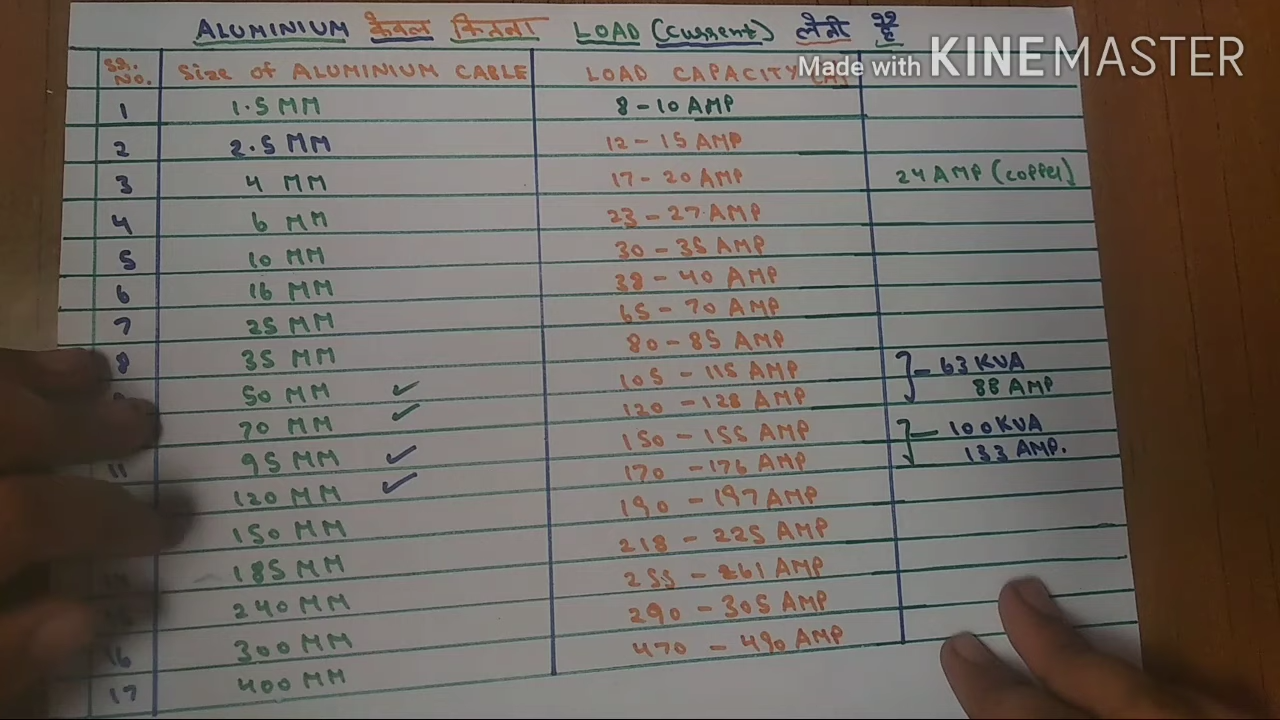 ALUMINIUM केबल कितना LOAD (Current) लेती है
Made with KINEMASTER
SR. NO. Size of ALUMINIUM CABLE LOAD CAPACITY
1 1.5 MM 8-10 AMP
2 2.5 MM 12-15 AMP
3 4 MM 17-20 AMP 24 AMP (copper)
4 6 MM 23-27 AMP
5 10 MM 30-35 AMP
6 16 MM 38-40 AMP
7 25 MM 65-70 AMP
8 35 MM 80-85 AMP
50 MM ✓ 105-115 AMP 63 KVA
88 AMP
70 MM ✓ 120-128 AMP
11 95 MM ✓ 150-155 AMP 100 KVA
133 AMP.
120 MM ✓ 170-176 AMP
150 MM 190-197 AMP
185 MM 218-225 AMP
240 MM 255-261 AMP
16 300 MM 290-305 AMP
17 400 MM 470-490 AMP